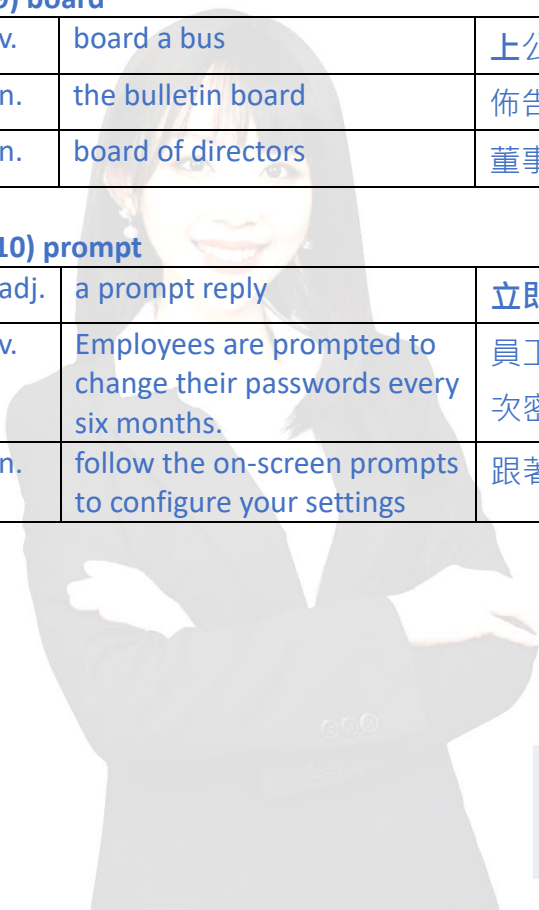 9) board
v. board a bus 上公
n. the bulletin board 佈告
n. board of directors 董事
10) prompt
adj. a prompt reply 立即
v. Employees are prompted to 員工
change their passwords every 次密
six months.
n. follow the on-screen prompts 跟著
to configure your settings